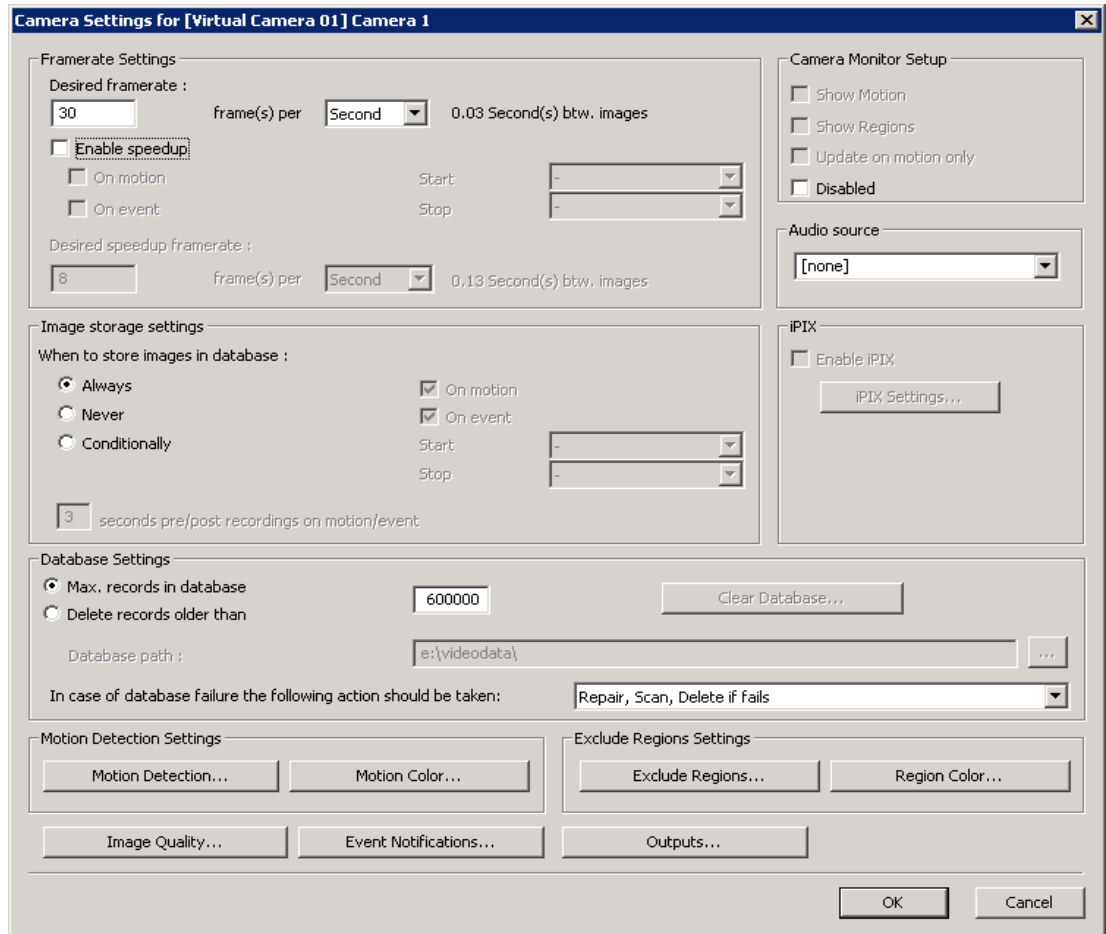 Camera Settings for [Virtual Camera 01] Camera 1
Framerate Settings
Desired framerate :
30 frame(s) per Second 0.03 Second(s) btw. images
Enable speedup
On motion Start -
On event Stop -
Desired speedup framerate :
8 frame(s) per Second 0.13 Second(s) btw. images
Camera Monitor Setup
Show Motion
Show Regions
Update on motion only
Disabled
Audio source
[none]
Image storage settings
When to store images in database :
Always On motion
Never On event
Conditionally Start -
Stop -
3 seconds pre/post recordings on motion/event
iPIX
Enable iPIX
iPIX Settings...
Database Settings
Max. records in database 600000 Clear Database...
Delete records older than
Database path : e:\videodata\ ...
In case of database failure the following action should be taken: Repair, Scan, Delete if fails
Motion Detection Settings
Motion Detection... Motion Color...
Exclude Regions Settings
Exclude Regions... Region Color...
Image Quality... Event Notifications... Outputs...
OK Cancel